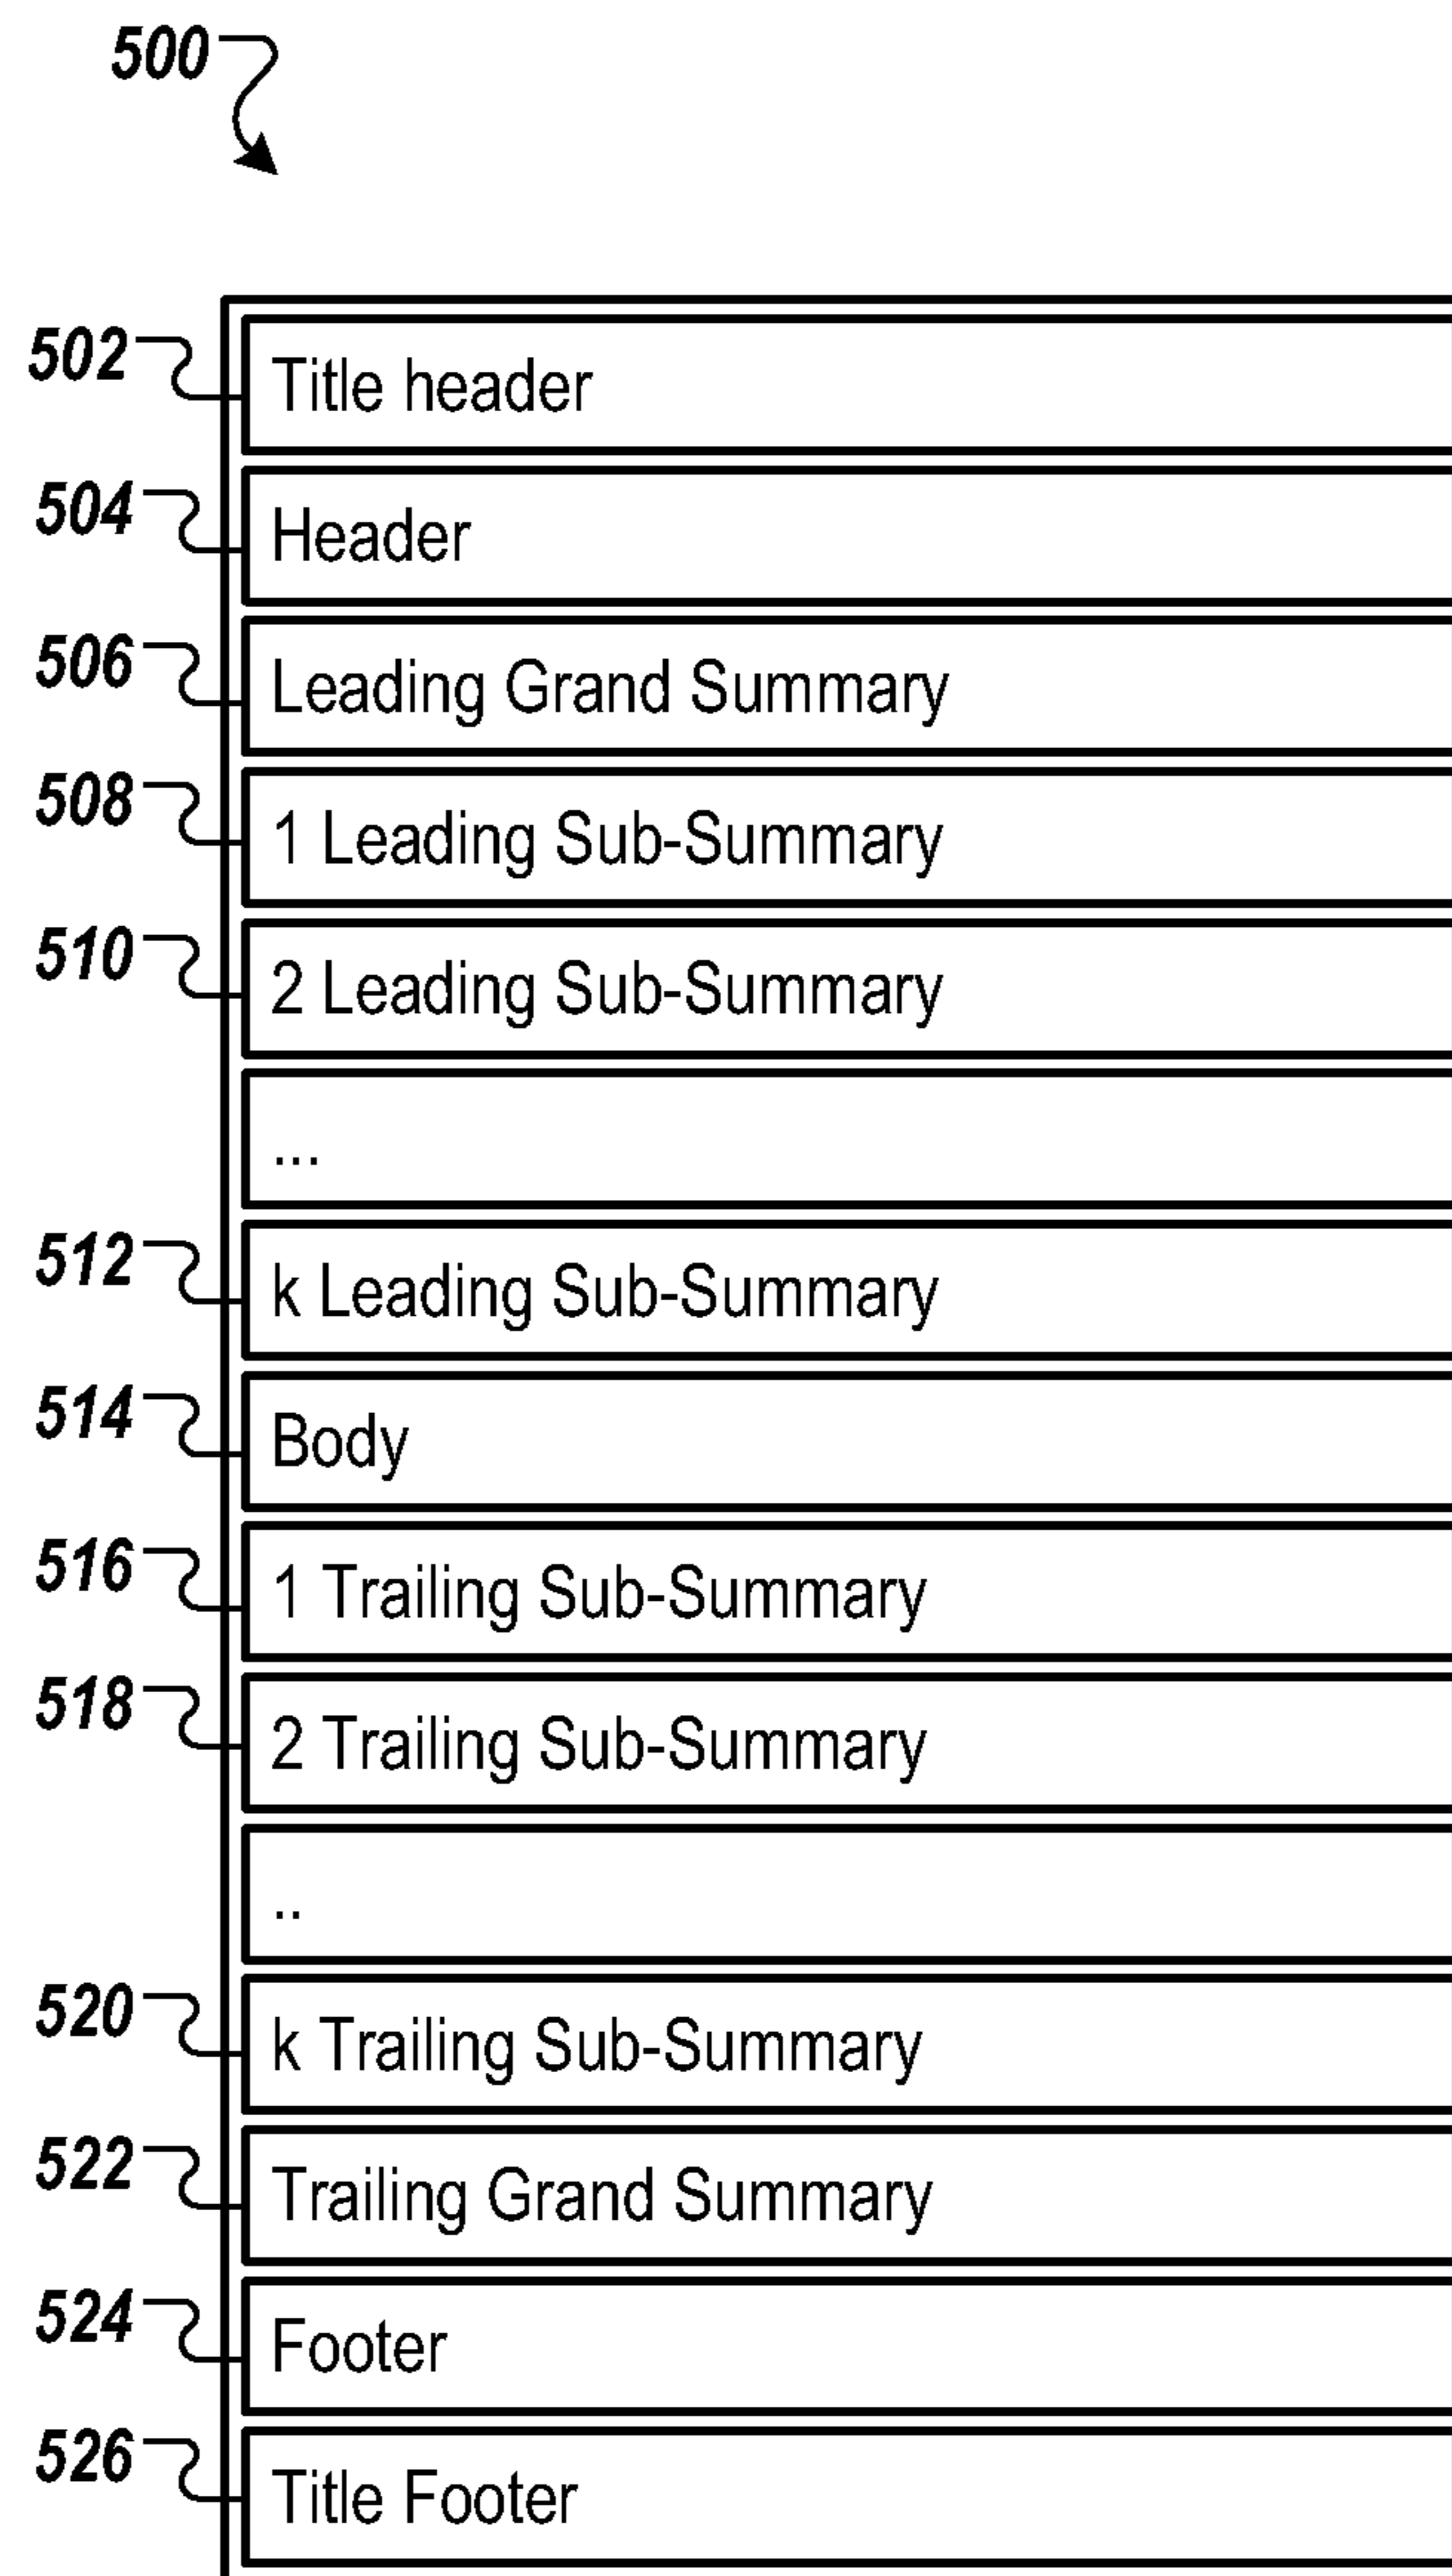 500
502 Title header
504 Header
506 Leading Grand Summary
508 1 Leading Sub-Summary
510 2 Leading Sub-Summary
...
512 k Leading Sub-Summary
514 Body
516 1 Trailing Sub-Summary
518 2 Trailing Sub-Summary
..
520 k Trailing Sub-Summary
522 Trailing Grand Summary
524 Footer
526 Title Footer